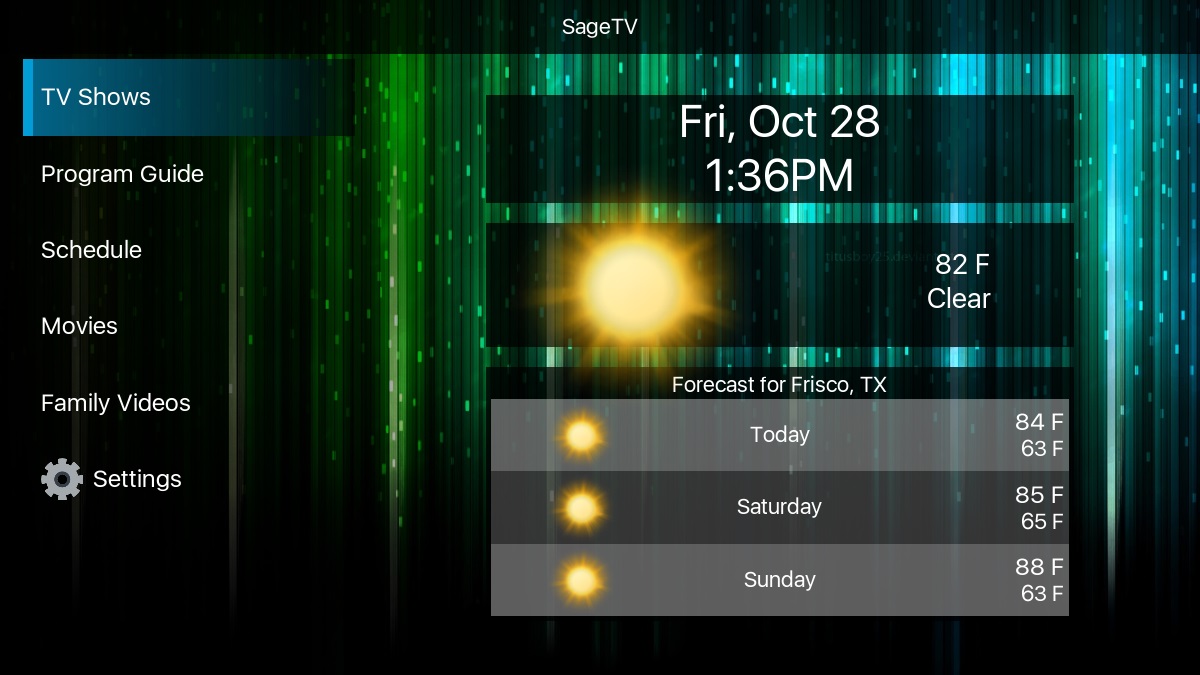 SageTV
TV Shows
Program Guide
Schedule
Movies
Family Videos
Settings
Fri, Oct 28
1:36PM
82 F
Clear
Forecast for Frisco, TX
Today
84 F
63 F
Saturday
85 F
65 F
Sunday
88 F
63 F